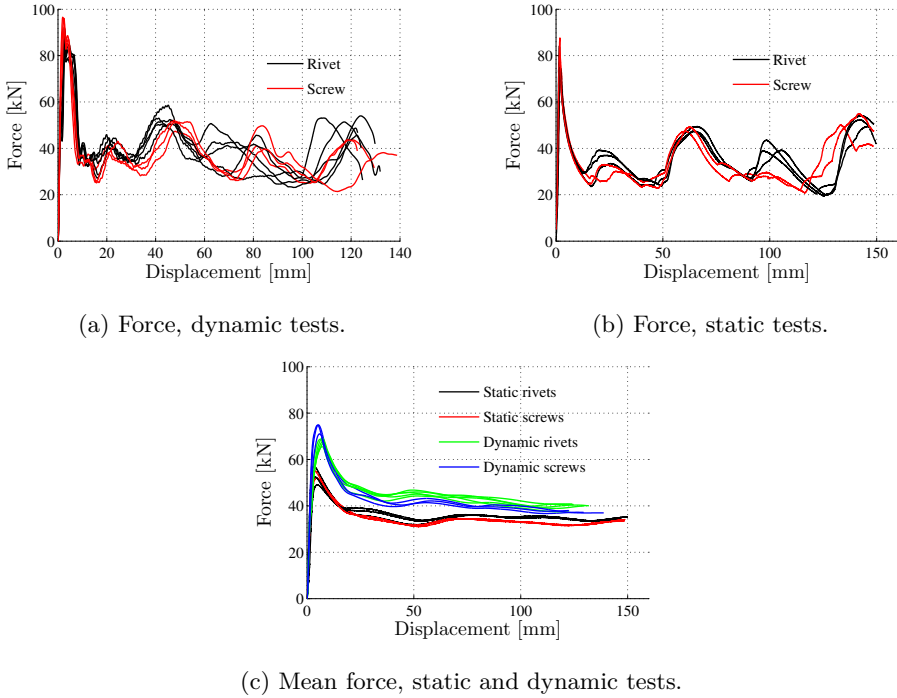 100
80
60
40
20
0
Force [kN]
Rivet
Screw
0 20 40 60 80 100 120 140
Displacement [mm]
(a) Force, dynamic tests.
100
80
60
40
20
0
Force [kN]
Rivet
Screw
0 50 100 150
Displacement [mm]
(b) Force, static tests.
100
80
60
40
20
0
Force [kN]
Static rivets
Static screws
Dynamic rivets
Dynamic screws
0 50 100 150
Displacement [mm]
(c) Mean force, static and dynamic tests.